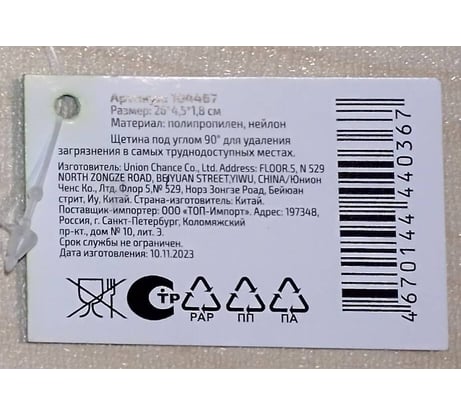 Артикул: 104467
Размер: 26*4,5*1,8 см
Материал: полипропилен, нейлон
Щетина под углом 90° для удаления
загрязнения в самых труднодоступных местах.
Изготовитель: Union Chance Co., Ltd. Address: FLOOR.5, N 529
NORTH ZONGZE ROAD, BEIYUAN STREET,YIWU, CHINA/Юнион
Ченс Ко., Лтд. Флор 5,№ 529, Норз Зонгзе Роад, Бейюан
стрит, Иу, Китай. Страна-изготовитель: Китай.
Поставщик-импортер: ООО «ТОП-Импорт». Адрес: 197348,
Россия, г. Санкт-Петербург, Коломяжский
пр-кт., дом № 10, лит. З.
Срок службы не ограничен.
Дата изготовления: 10.11.2023
СТР
PAP ПП ПА
4670144440367